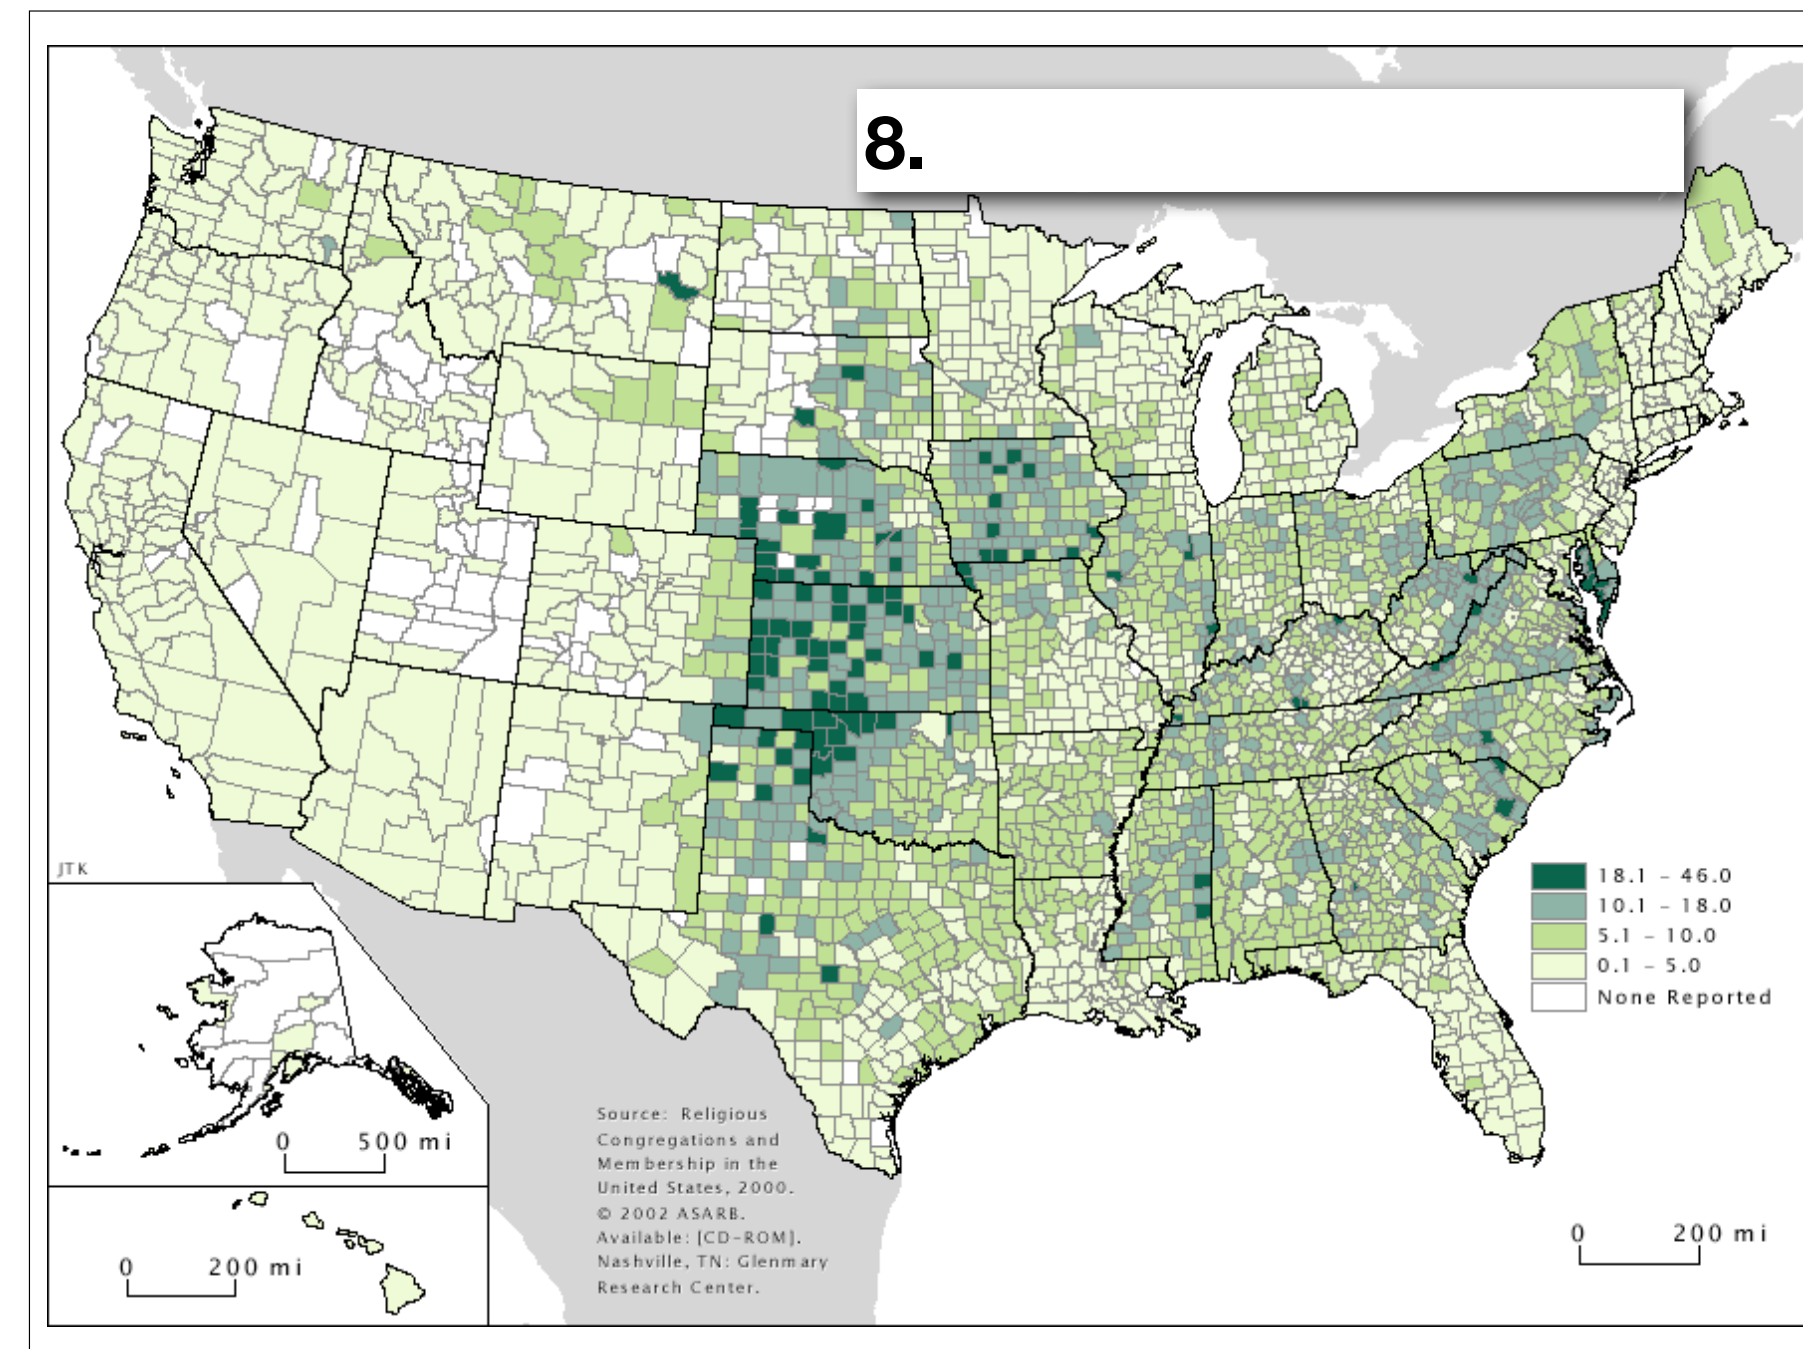 8.
JTK
18.1 – 46.0
10.1 – 18.0
5.1 – 10.0
0.1 – 5.0
None Reported
0 500 mi
0 200 mi
Source: Religious
Congregations and
Membership in the
United States, 2000.
© 2002 ASARB.
Available: [CD-ROM].
Nashville, TN: Glenmary
Research Center.
0 200 mi